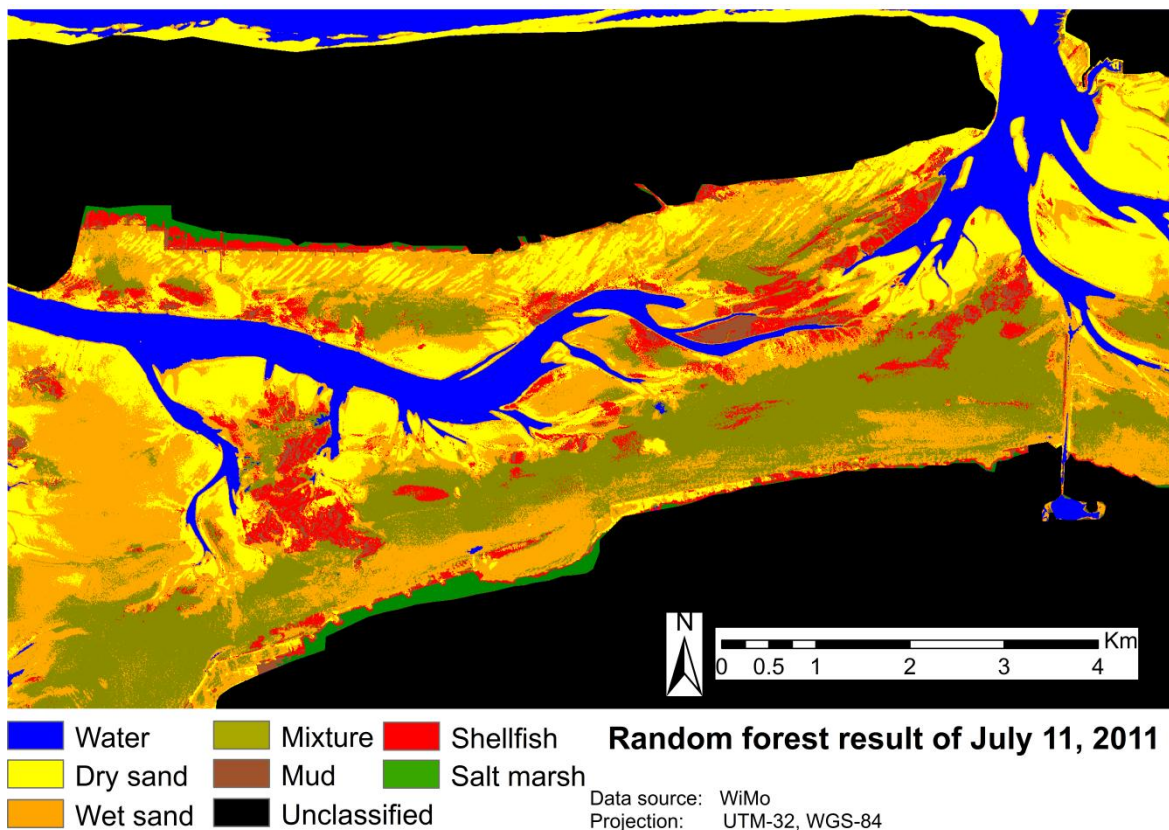 N
Km
0 0.5 1 2 3 4
Water
Dry sand
Wet sand
Mixture
Mud
Unclassified
Shellfish
Salt marsh
Random forest result of July 11, 2011
Data source: WiMo
Projection: UTM-32, WGS-84